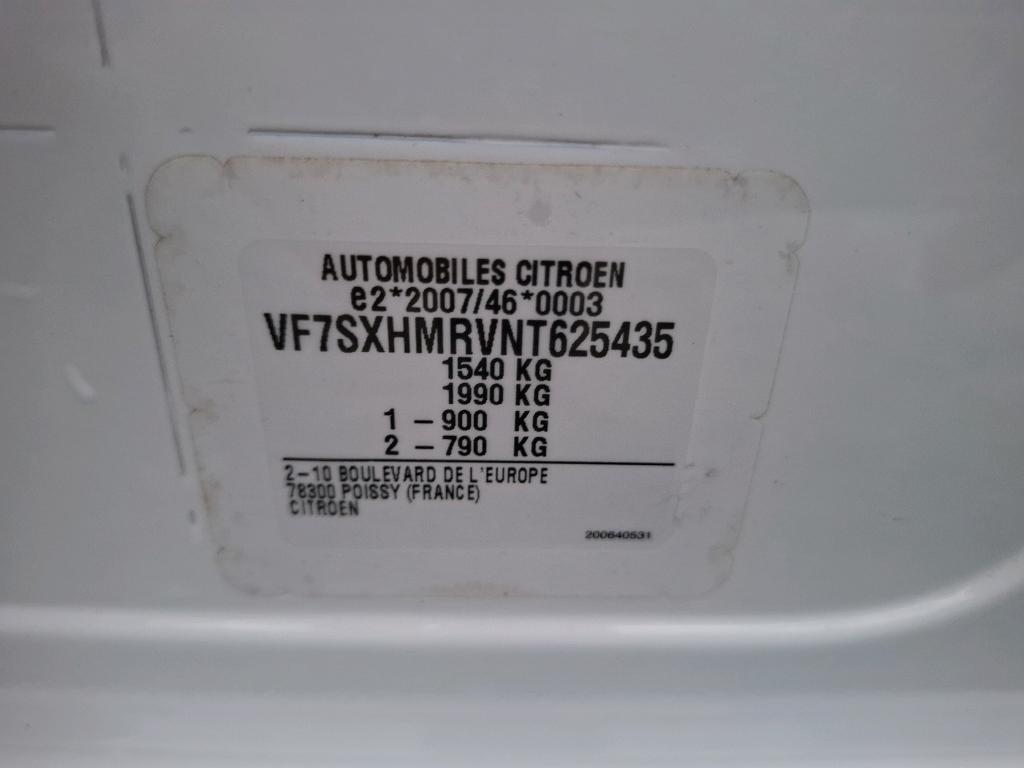 AUTOMOBILES CITROEN
e2*2007/46*0003
VF7SXHMRVNT625435
1540 KG
1990 KG
1 - 900 KG
2 - 790 KG
2-10 BOULEVARD DE L'EUROPE
78300 POISSY (FRANCE)
CITROEN
200640531